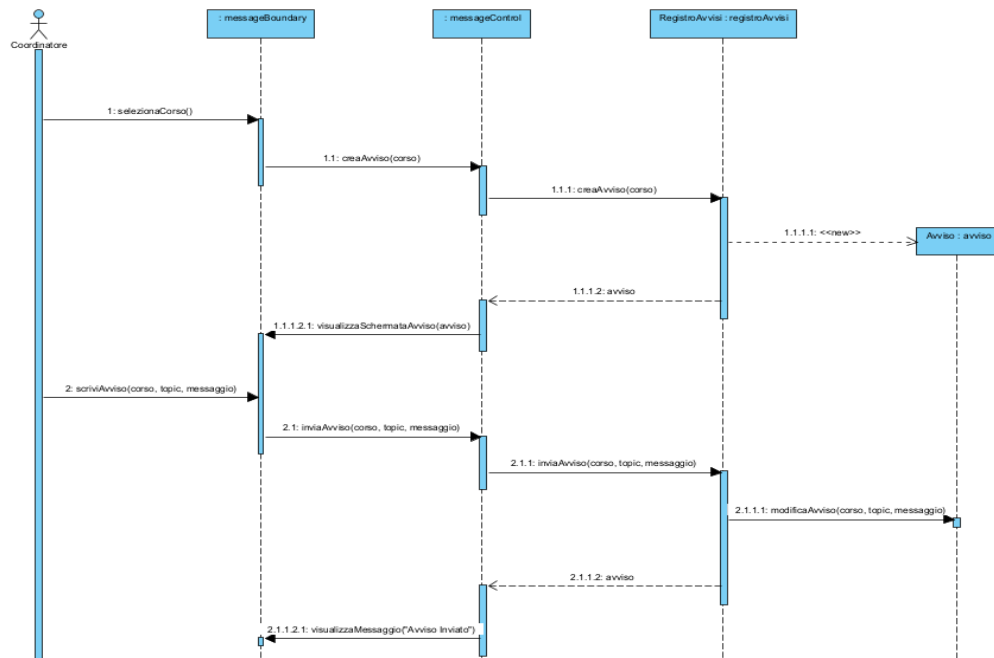 : messageBoundary
: messageControl
RegistroAvvisi : registroAvvisi
Coordinatore
1: selezionaCorso()
1.1: creaAvviso(corso)
1.1.1: creaAvviso(corso)
1.1.1.1: <<new>>
Avviso : avviso
1.1.1.2: avviso
1.1.1.2.1: visualizzaSchermataAvviso(avviso)
2: scriviAvviso(corso, topic, messaggio)
2.1: inviaAvviso(corso, topic, messaggio)
2.1.1: inviaAvviso(corso, topic, messaggio)
2.1.1.1: modificaAvviso(corso, topic, messaggio)
2.1.1.2: avviso
2.1.1.2.1: visualizzaMessaggio("Avviso Inviato")